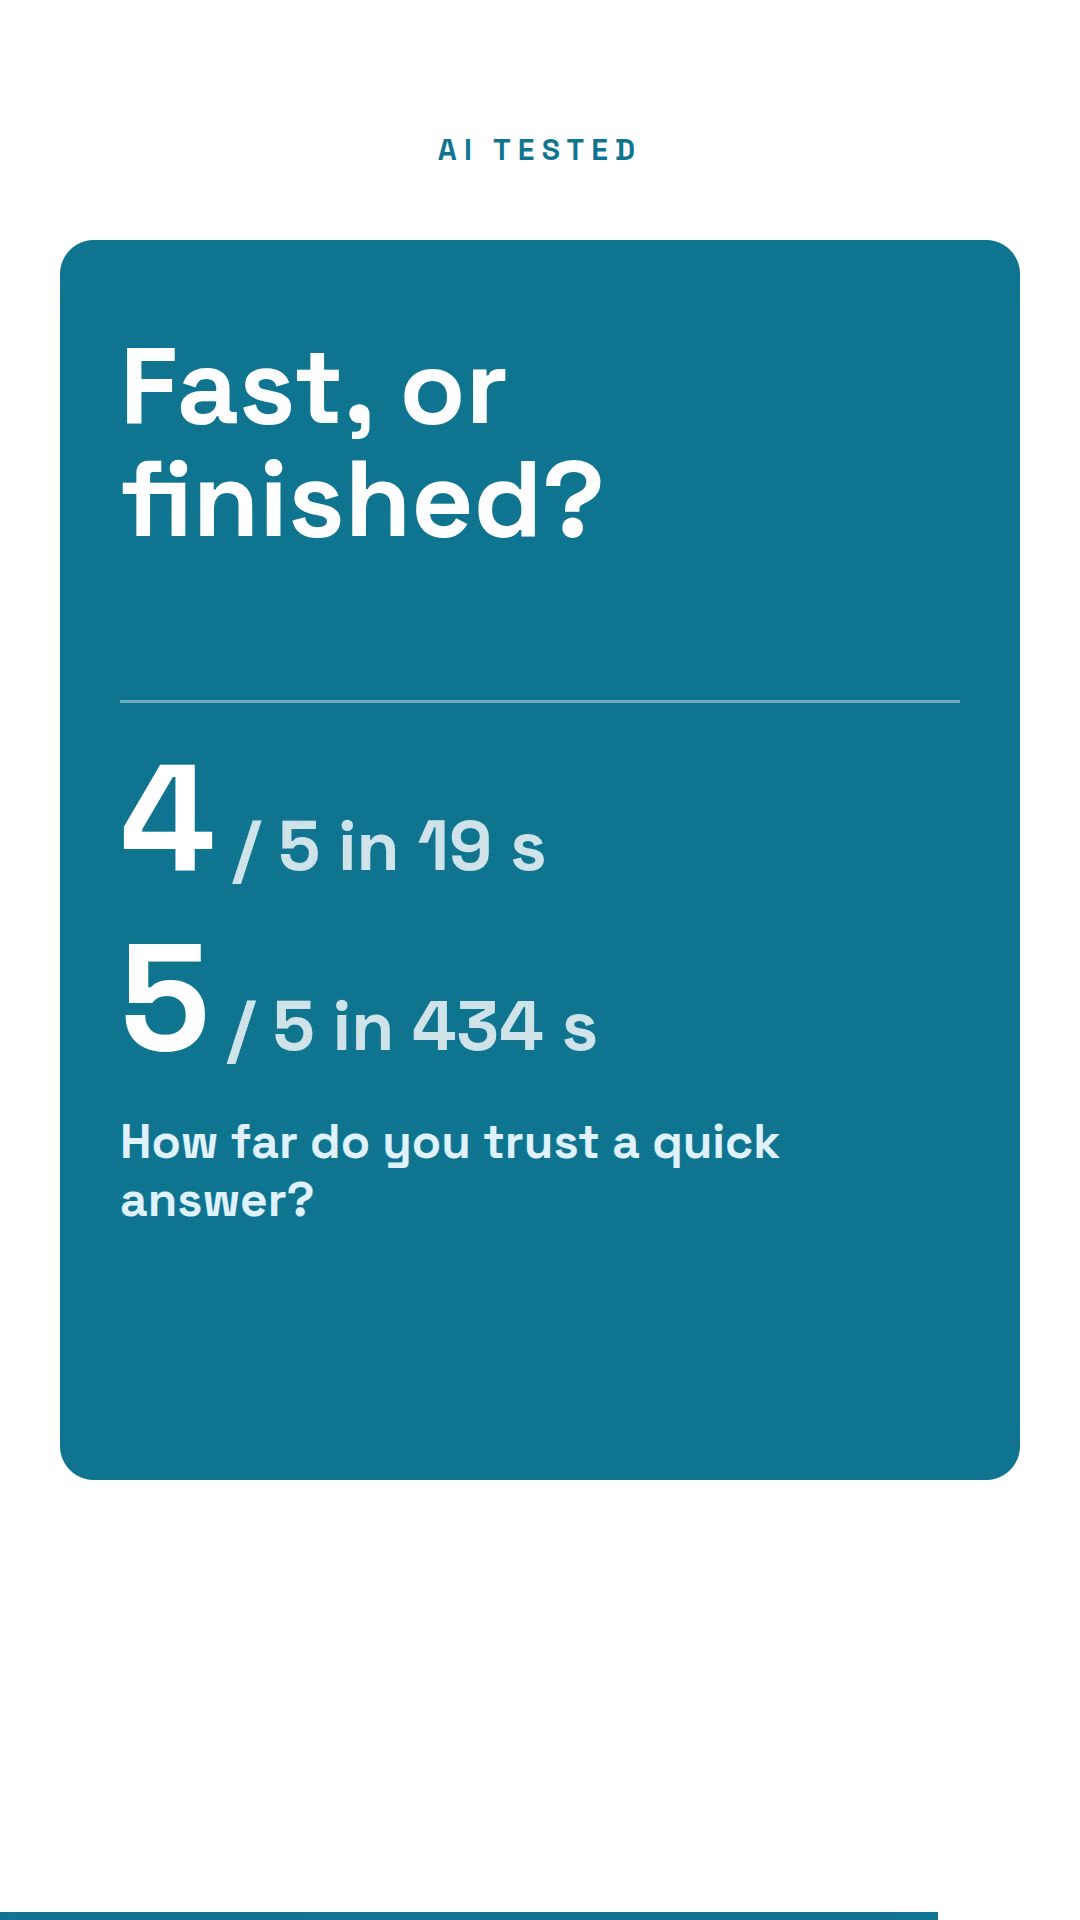 AI TESTED
Fast, or
finished?
4 / 5 in 19 s
5 / 5 in 434 s
How far do you trust a quick
answer?